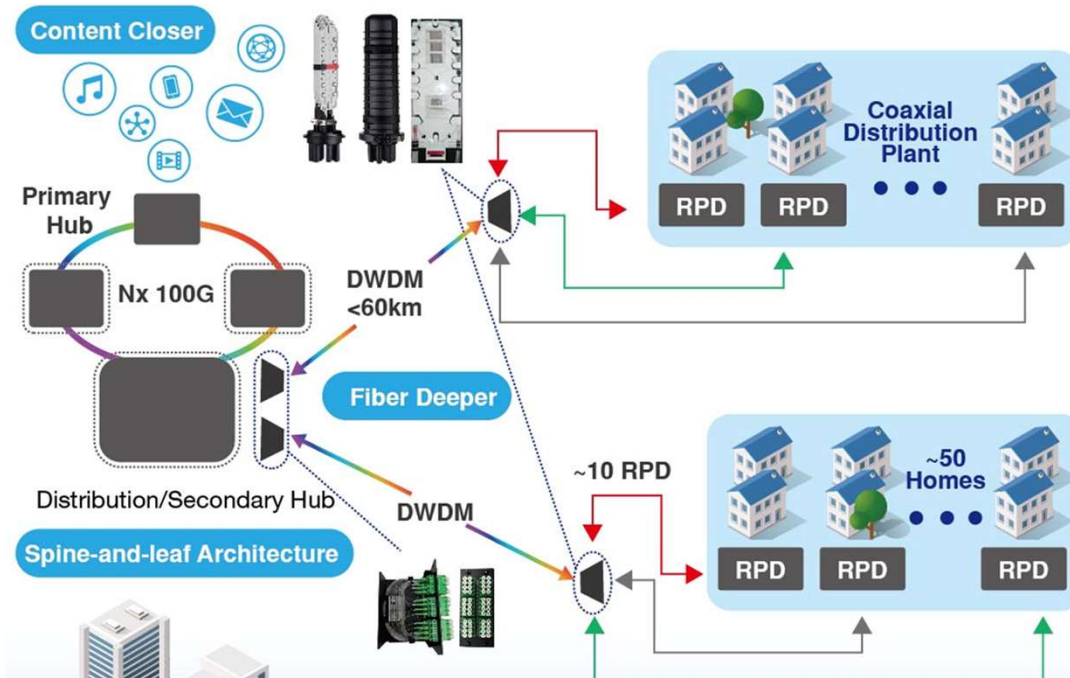 Content Closer
Primary
Hub
Nx 100G
DWDM
<60km
Fiber Deeper
Distribution/Secondary Hub
DWDM
Spine-and-leaf Architecture
Coaxial
Distribution
Plant
RPD
RPD
RPD
~10 RPD
~50
Homes
RPD
RPD
RPD